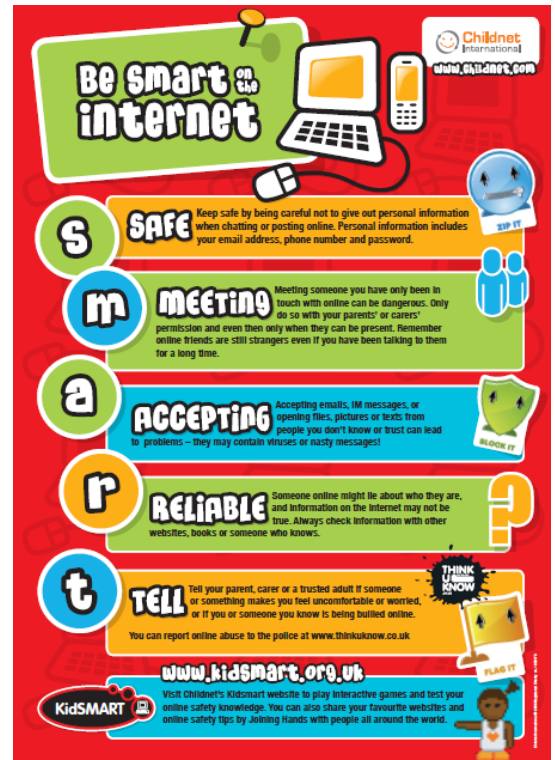 Childnet
International
www.childnet.com
Be smart on the
internet
s
SAFE Keep safe by being careful not to give out personal information
when chatting or posting online. Personal information includes
your email address, phone number and password.
ZIP IT
m
MEETING Meeting someone you have only been in
touch with online can be dangerous. Only
do so with your parents' or carers'
permission and even then only when they can be present. Remember
online friends are still strangers even if you have been talking to them
for a long time.
a
ACCEPTING Accepting emails, IM messages, or
opening files, pictures or texts from
people you don't know or trust can lead
to problems – they may contain viruses or nasty messages!
BLOCK IT
r
RELIABLE Someone online might lie about who they are,
and information on the internet may not be
true. Always check information with other
websites, books or someone who knows.
?
t
TELL Tell your parent, carer or a trusted adult if someone
or something makes you feel uncomfortable or worried,
or if you or someone you know is being bullied online.
You can report online abuse to the police at www.thinkuknow.co.uk
THINK
U
KNOW
FLAG IT
www.kidsmart.org.uk
KidSMART
Visit Childnet's Kidsmart website to play interactive games and test your
online safety knowledge. You can also share your favourite websites and
online safety tips by Joining Hands with people all around the world.